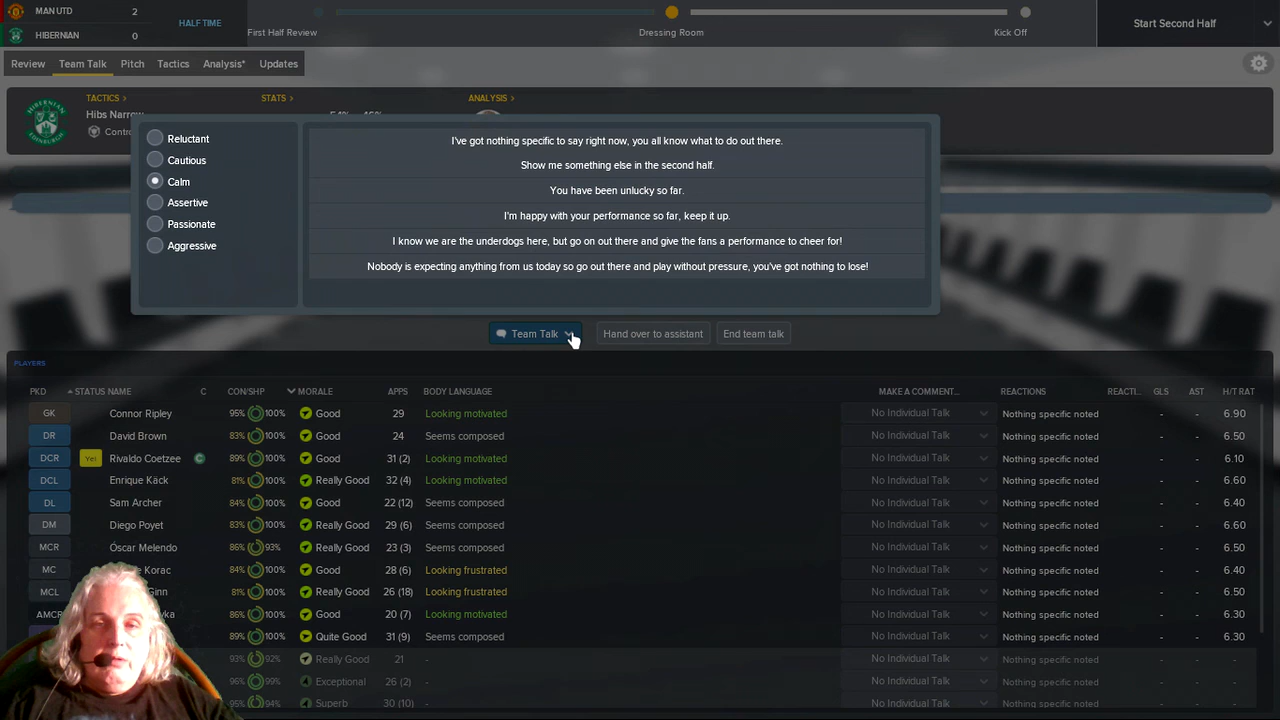 MAN UTD 2
HIBERNIAN 0
HALF TIME
First Half Review
Dressing Room
Kick Off
Start Second Half
Review Team Talk Pitch Tactics Analysis* Updates
HIBERNIAN
EDINBURGH
TACTICS > STATS > ANALYSIS >
Hibs Narrow
Reluctant
Cautious
Calm
Assertive
Passionate
Aggressive
I've got nothing specific to say right now, you all know what to do out there.
Show me something else in the second half.
You have been unlucky so far.
I'm happy with your performance so far, keep it up.
I know we are the underdogs here, but go on out there and give the fans a performance to cheer for!
Nobody is expecting anything from us today so go out there and play without pressure, you've got nothing to lose!
Team Talk Hand over to assistant End team talk
PLAYERS
PKD STATUS NAME C CON/SHP MORALE APPS BODY LANGUAGE MAKE A COMMENT... REACTIONS REACTI... GLS AST H/T RAT
GK Connor Ripley 95% 100% Good 29 Looking motivated No Individual Talk Nothing specific noted - - 6.90
DR David Brown 83% 100% Good 24 Seems composed No Individual Talk Nothing specific noted - - 6.50
DCR Yel Rivaldo Coetzee C 89% 100% Good 31 (2) Looking motivated No Individual Talk Nothing specific noted - - 6.10
DCL Enrique Käck 81% 100% Really Good 32 (4) Looking motivated No Individual Talk Nothing specific noted - - 6.60
DL Sam Archer 84% 100% Good 22 (12) Seems composed No Individual Talk Nothing specific noted - - 6.40
DM Diego Poyet 83% 100% Really Good 29 (6) Seems composed No Individual Talk Nothing specific noted - - 6.60
MCR Óscar Melendo 86% 93% Really Good 23 (3) Seems composed No Individual Talk Nothing specific noted - - 6.50
MC Korac 84% 100% Good 28 (6) Looking frustrated No Individual Talk Nothing specific noted - - 6.40
MCL 81% 100% Really Good 26 (18) Looking frustrated No Individual Talk Nothing specific noted - - 6.50
AMCR 86% 100% Good 20 (7) Looking motivated No Individual Talk Nothing specific noted - - 6.30
89% 100% Quite Good 31 (9) Seems composed No Individual Talk Nothing specific noted - - 6.30
93% 92% Really Good 21 - No Individual Talk Nothing specific noted - - -
96% 99% Exceptional 26 (2) - No Individual Talk Nothing specific noted - - -
95% 94% Superb 30 (10) - No Individual Talk Nothing specific noted - - -